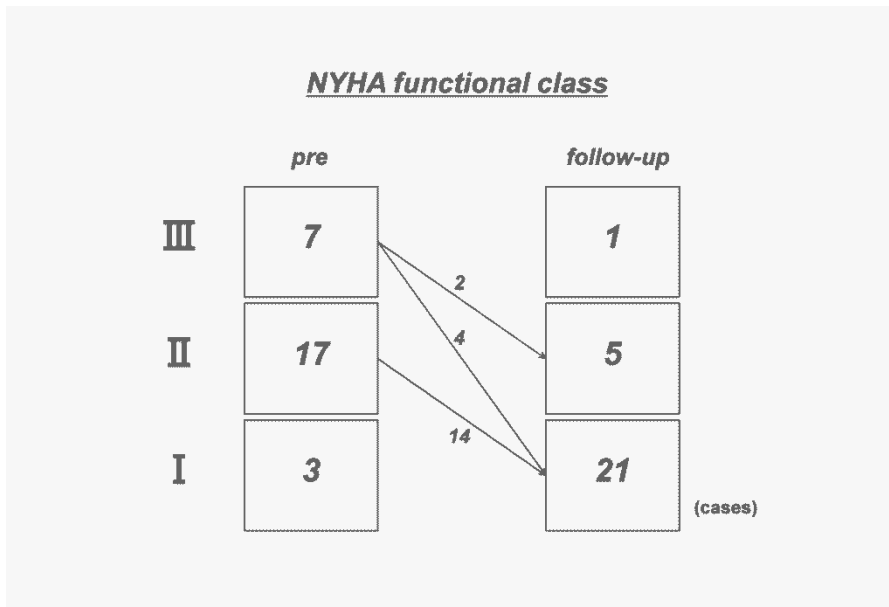 NYHA functional class
pre follow-up
III 7 1
2
4
II 17 5
14
I 3 21
(cases)